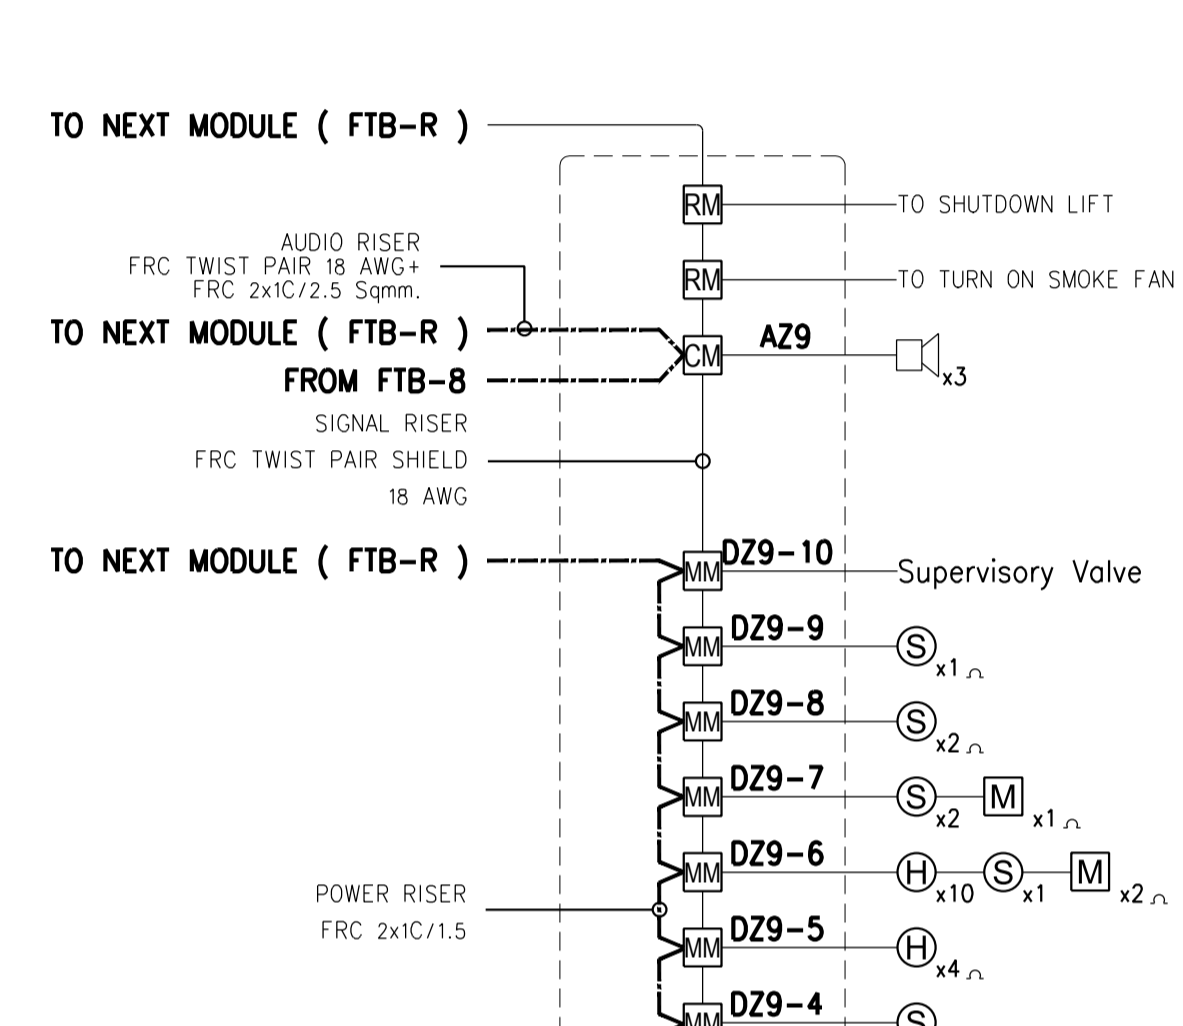 TO NEXT MODULE ( FTB-R )
RM
TO SHUTDOWN LIFT
AUDIO RISER
FRC TWIST PAIR 18 AWG+
FRC 2x1C/2.5 Sqmm.
RM
TO TURN ON SMOKE FAN
TO NEXT MODULE ( FTB-R )
FROM FTB-8
CM
AZ9
x3
SIGNAL RISER
FRC TWIST PAIR SHIELD
18 AWG
TO NEXT MODULE ( FTB-R )
MM
DZ9-10
Supervisory Valve
MM
DZ9-9
S
x1 Ω
MM
DZ9-8
S
x2 Ω
MM
DZ9-7
S
x2
M
x1 Ω
MM
DZ9-6
H
x10
S
x1
M
x2 Ω
POWER RISER
FRC 2x1C/1.5
MM
DZ9-5
H
x4 Ω
MM
DZ9-4
S